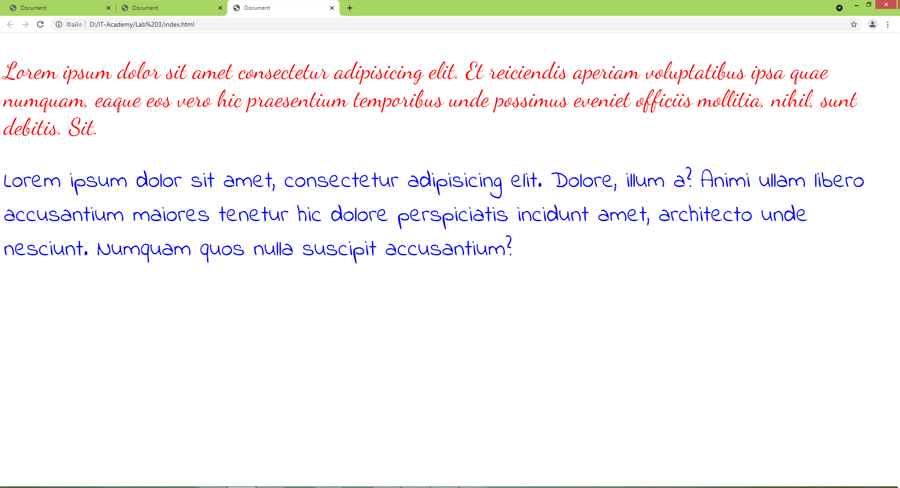 Document
Document
Document
Файл
D:/IT-Academy/Lab%203/index.html
Lorem ipsum dolor sit amet consectetur adipisicing elit. Et reiciendis aperiam voluptatibus ipsa quae
numquam, eaque eos vero hic praesentium temporibus unde possimus eveniet officiis mollitia, nihil, sunt
debitis. Sit.
Lorem ipsum dolor sit amet, consectetur adipisicing elit. Dolore, illum a? Animi ullam libero
accusantium maiores tenetur hic dolore perspiciatis incidunt amet, architecto unde
nesciunt. Numquam quos nulla suscipit accusantium?